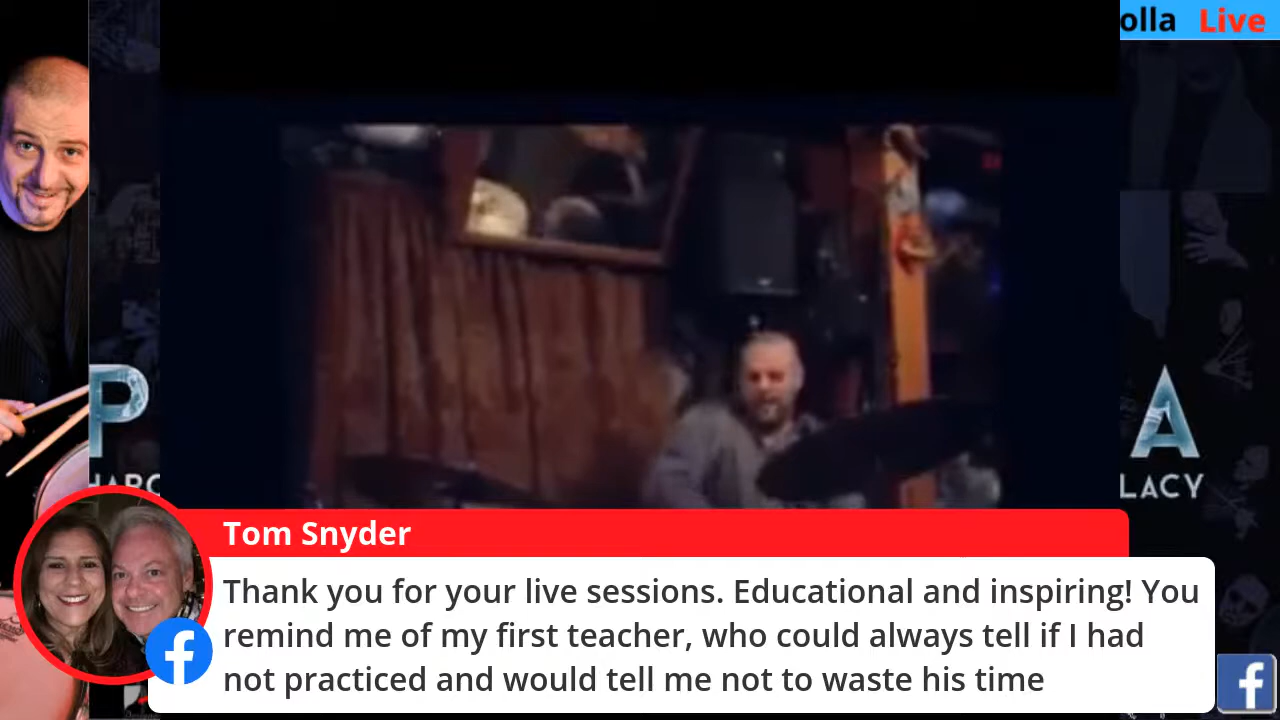 olla Live
P A
LACY
Tom Snyder
Thank you for your live sessions. Educational and inspiring! You
remind me of my first teacher, who could always tell if I had
not practiced and would tell me not to waste his time